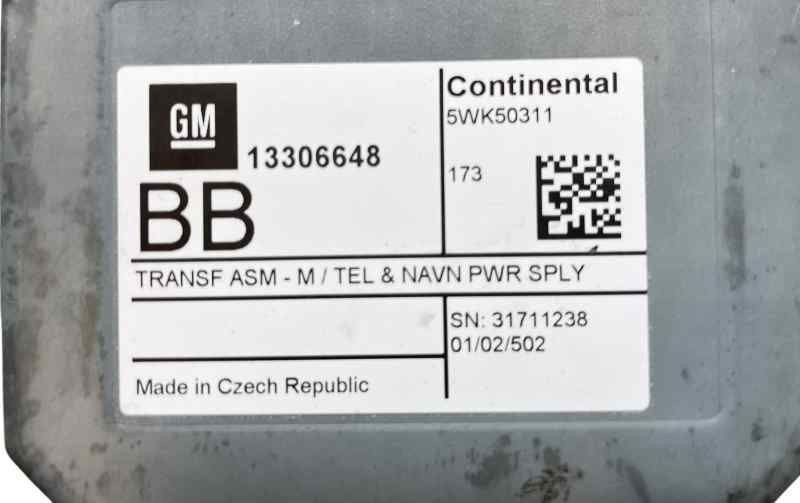 GM
13306648
BB
Continental
5WK50311
173
TRANSF ASM - M / TEL & NAVN PWR SPLY
SN: 31711238
01/02/502
Made in Czech Republic